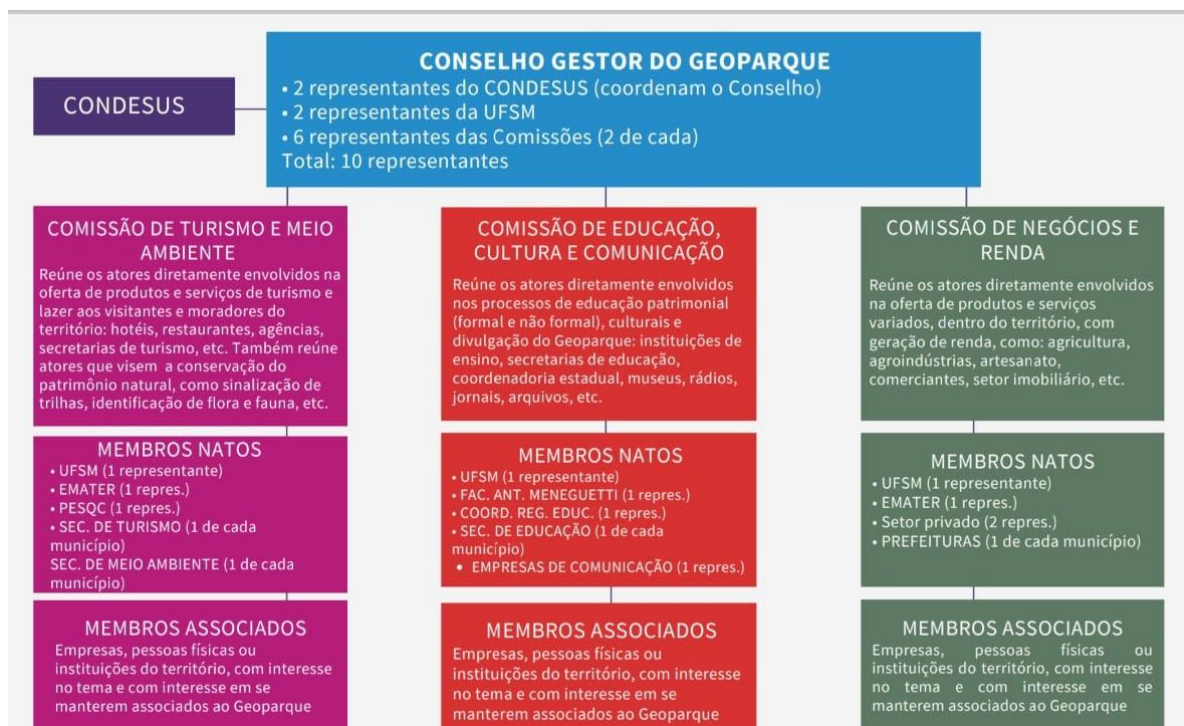 CONDESUS
CONSELHO GESTOR DO GEOPARQUE
• 2 representantes do CONDESUS (coordenam o Conselho)
• 2 representantes da UFSM
• 6 representantes das Comissões (2 de cada)
Total: 10 representantes
COMISSÃO DE TURISMO E MEIO
AMBIENTE
Reúne os atores diretamente envolvidos na
oferta de produtos e serviços de turismo e
lazer aos visitantes e moradores do
território: hotéis, restaurantes, agências,
secretarias de turismo, etc. Também reúne
atores que visem a conservação do
patrimônio natural, como sinalização de
trilhas, identificação de flora e fauna, etc.
MEMBROS NATOS
• UFSM (1 representante)
• EMATER (1 repres.)
• PESQC (1 repres.)
• SEC. DE TURISMO (1 de cada
município)
SEC. DE MEIO AMBIENTE (1 de cada
município)
MEMBROS ASSOCIADOS
Empresas, pessoas físicas ou
instituições do território, com interesse
no tema e com interesse em se
manterem associados ao Geoparque
COMISSÃO DE EDUCAÇÃO,
CULTURA E COMUNICAÇÃO
Reúne os atores diretamente envolvidos
nos processos de educação patrimonial
(formal e não formal), culturais e
divulgação do Geoparque: instituições de
ensino, secretarias de educação,
coordenadoria estadual, museus, rádios,
jornais, arquivos, etc.
MEMBROS NATOS
• UFSM (1 representante)
• FAC. ANT. MENEGUETTI (1 repres.)
• COORD. REG. EDUC. (1 repres.)
• SEC. DE EDUCAÇÃO (1 de cada
município)
• EMPRESAS DE COMUNICAÇÃO (1 repres.)
MEMBROS ASSOCIADOS
Empresas, pessoas físicas ou
instituições do território, com interesse
no tema e com interesse em se
manterem associados ao Geoparque
COMISSÃO DE NEGÓCIOS E
RENDA
Reúne os atores diretamente envolvidos
na oferta de produtos e serviços
variados, dentro do território, com
geração de renda, como: agricultura,
agroindústrias, artesanato,
comerciantes, setor imobiliário, etc.
MEMBROS NATOS
• UFSM (1 representante)
• EMATER (1 repres.)
• Setor privado (2 repres.)
• PREFEITURAS (1 de cada município)
MEMBROS ASSOCIADOS
Empresas, pessoas físicas ou
instituições do território, com interesse
no tema e com interesse em se
manterem associados ao Geoparque